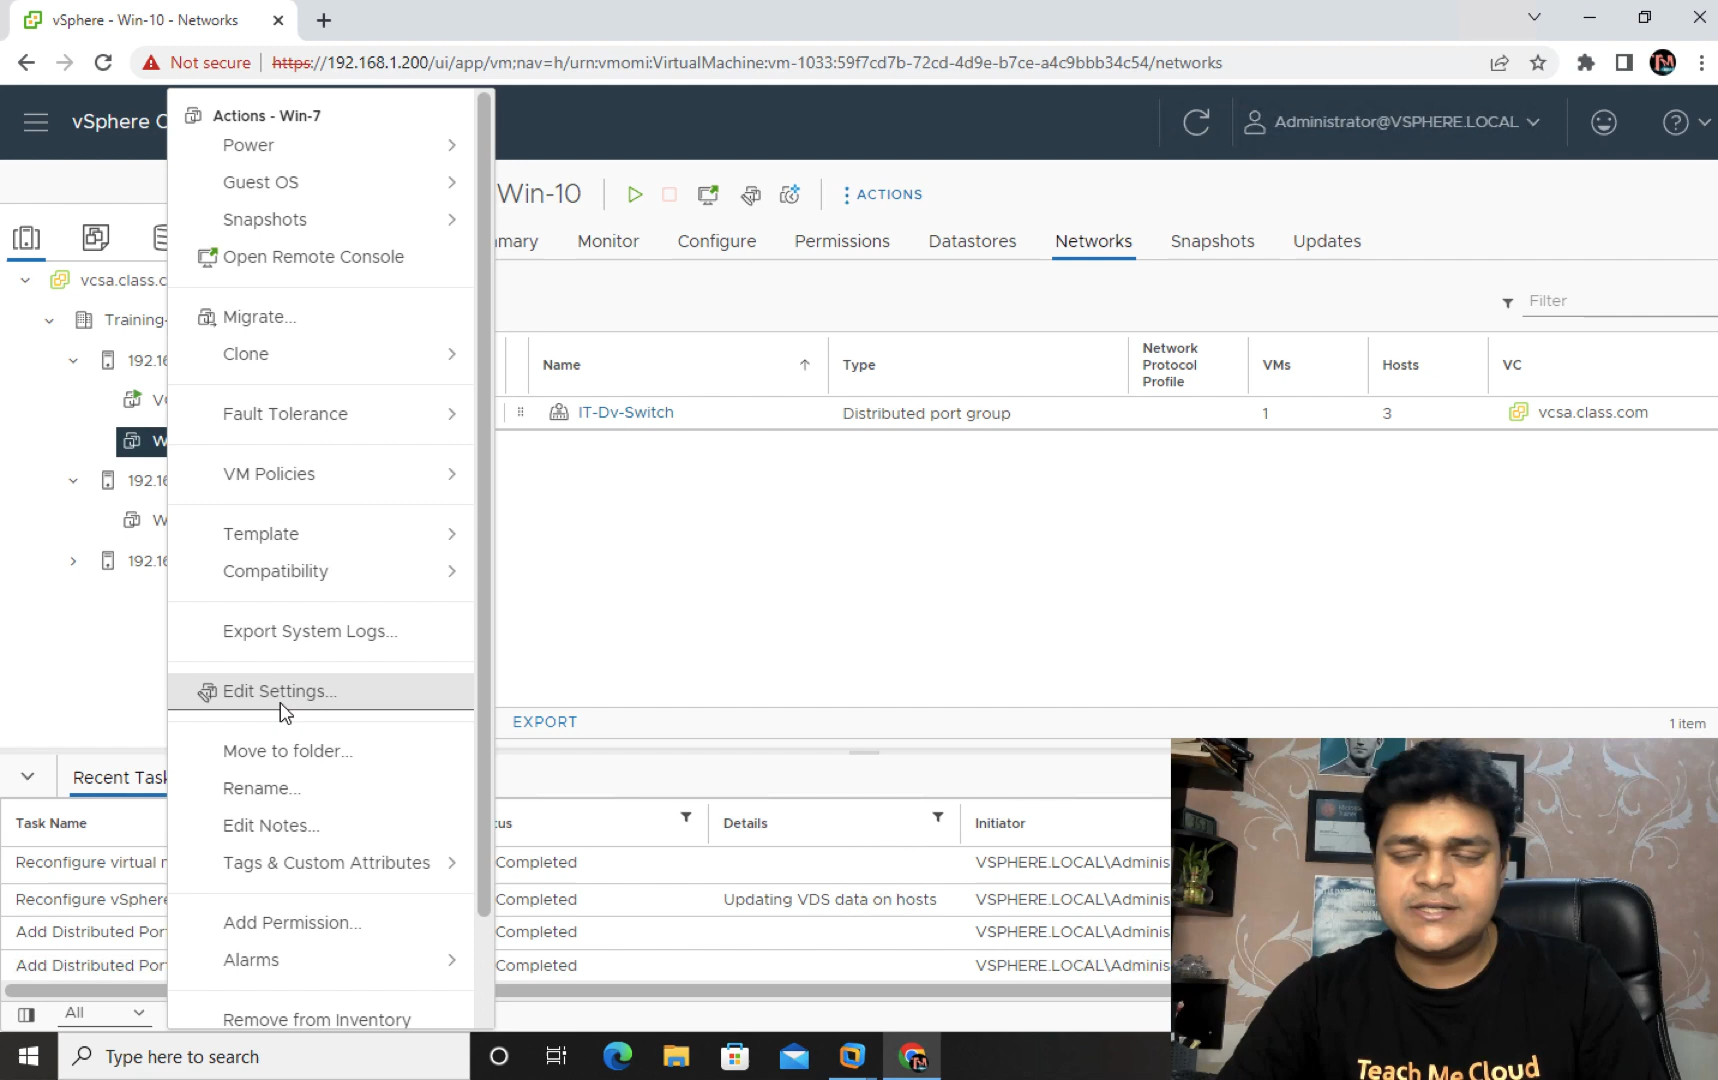 vSphere - Win-10 - Networks
Not secure https://192.168.1.200/ui/app/vm;nav=h/urn:vmomi:VirtualMachine:vm-1033:59f7cd7b-72cd-4d9e-b7ce-a4c9bbb34c54/networks
vSphere C
Administrator@VSPHERE.LOCAL
Actions - Win-7
Power
Guest OS
Snapshots
Open Remote Console
Migrate...
Clone
Fault Tolerance
VM Policies
Template
Compatibility
Export System Logs...
Edit Settings...
Move to folder...
Rename...
Edit Notes...
Tags & Custom Attributes
Add Permission...
Alarms
Remove from Inventory
vcsa.class.c
Training-
192.16
VC
W
192.16
W
192.16
Win-10
ACTIONS
mary Monitor Configure Permissions Datastores Networks Snapshots Updates
Filter
Name Type Network Protocol Profile VMs Hosts VC
IT-Dv-Switch Distributed port group 1 3 vcsa.class.com
EXPORT
1 item
Recent Task
Task Name us Details Initiator
Reconfigure virtual m Completed VSPHERE.LOCAL\Adminis
Reconfigure vSphere Completed Updating VDS data on hosts VSPHERE.LOCAL\Adminis
Add Distributed Por Completed VSPHERE.LOCAL\Adminis
Add Distributed Por Completed VSPHERE.LOCAL\Adminis
All
Type here to search
Teach Me Cloud